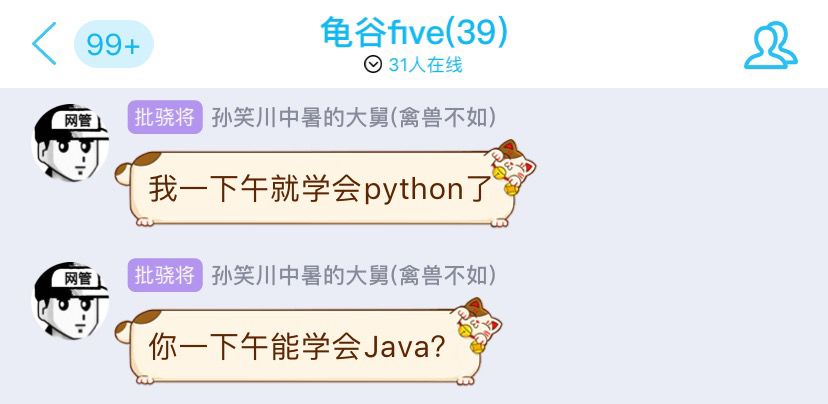 99+
龟谷five(39)
31人在线
网管
批骁将 孙笑川中暑的大舅(禽兽不如)
我一下午就学会python了
网管
批骁将 孙笑川中暑的大舅(禽兽不如)
你一下午能学会Java?